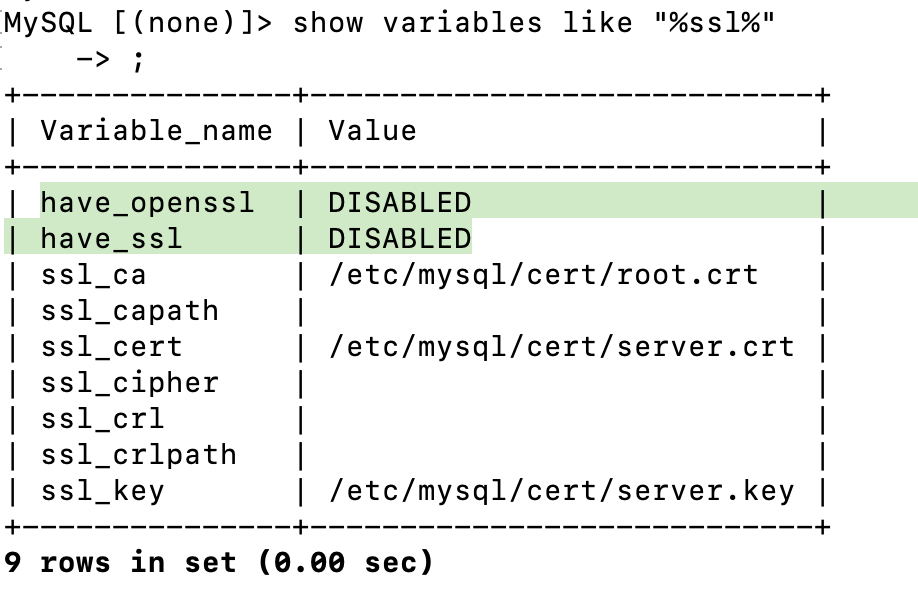 MySQL [(none)]> show variables like "%ssl%"
    -> ;
+---------------+----------------------------+
| Variable_name | Value                      |
+---------------+----------------------------+
| have_openssl  | DISABLED                   |
| have_ssl      | DISABLED                   |
| ssl_ca        | /etc/mysql/cert/root.crt   |
| ssl_capath    |                            |
| ssl_cert      | /etc/mysql/cert/server.crt |
| ssl_cipher    |                            |
| ssl_crl       |                            |
| ssl_crlpath   |                            |
| ssl_key       | /etc/mysql/cert/server.key |
+---------------+----------------------------+
9 rows in set (0.00 sec)